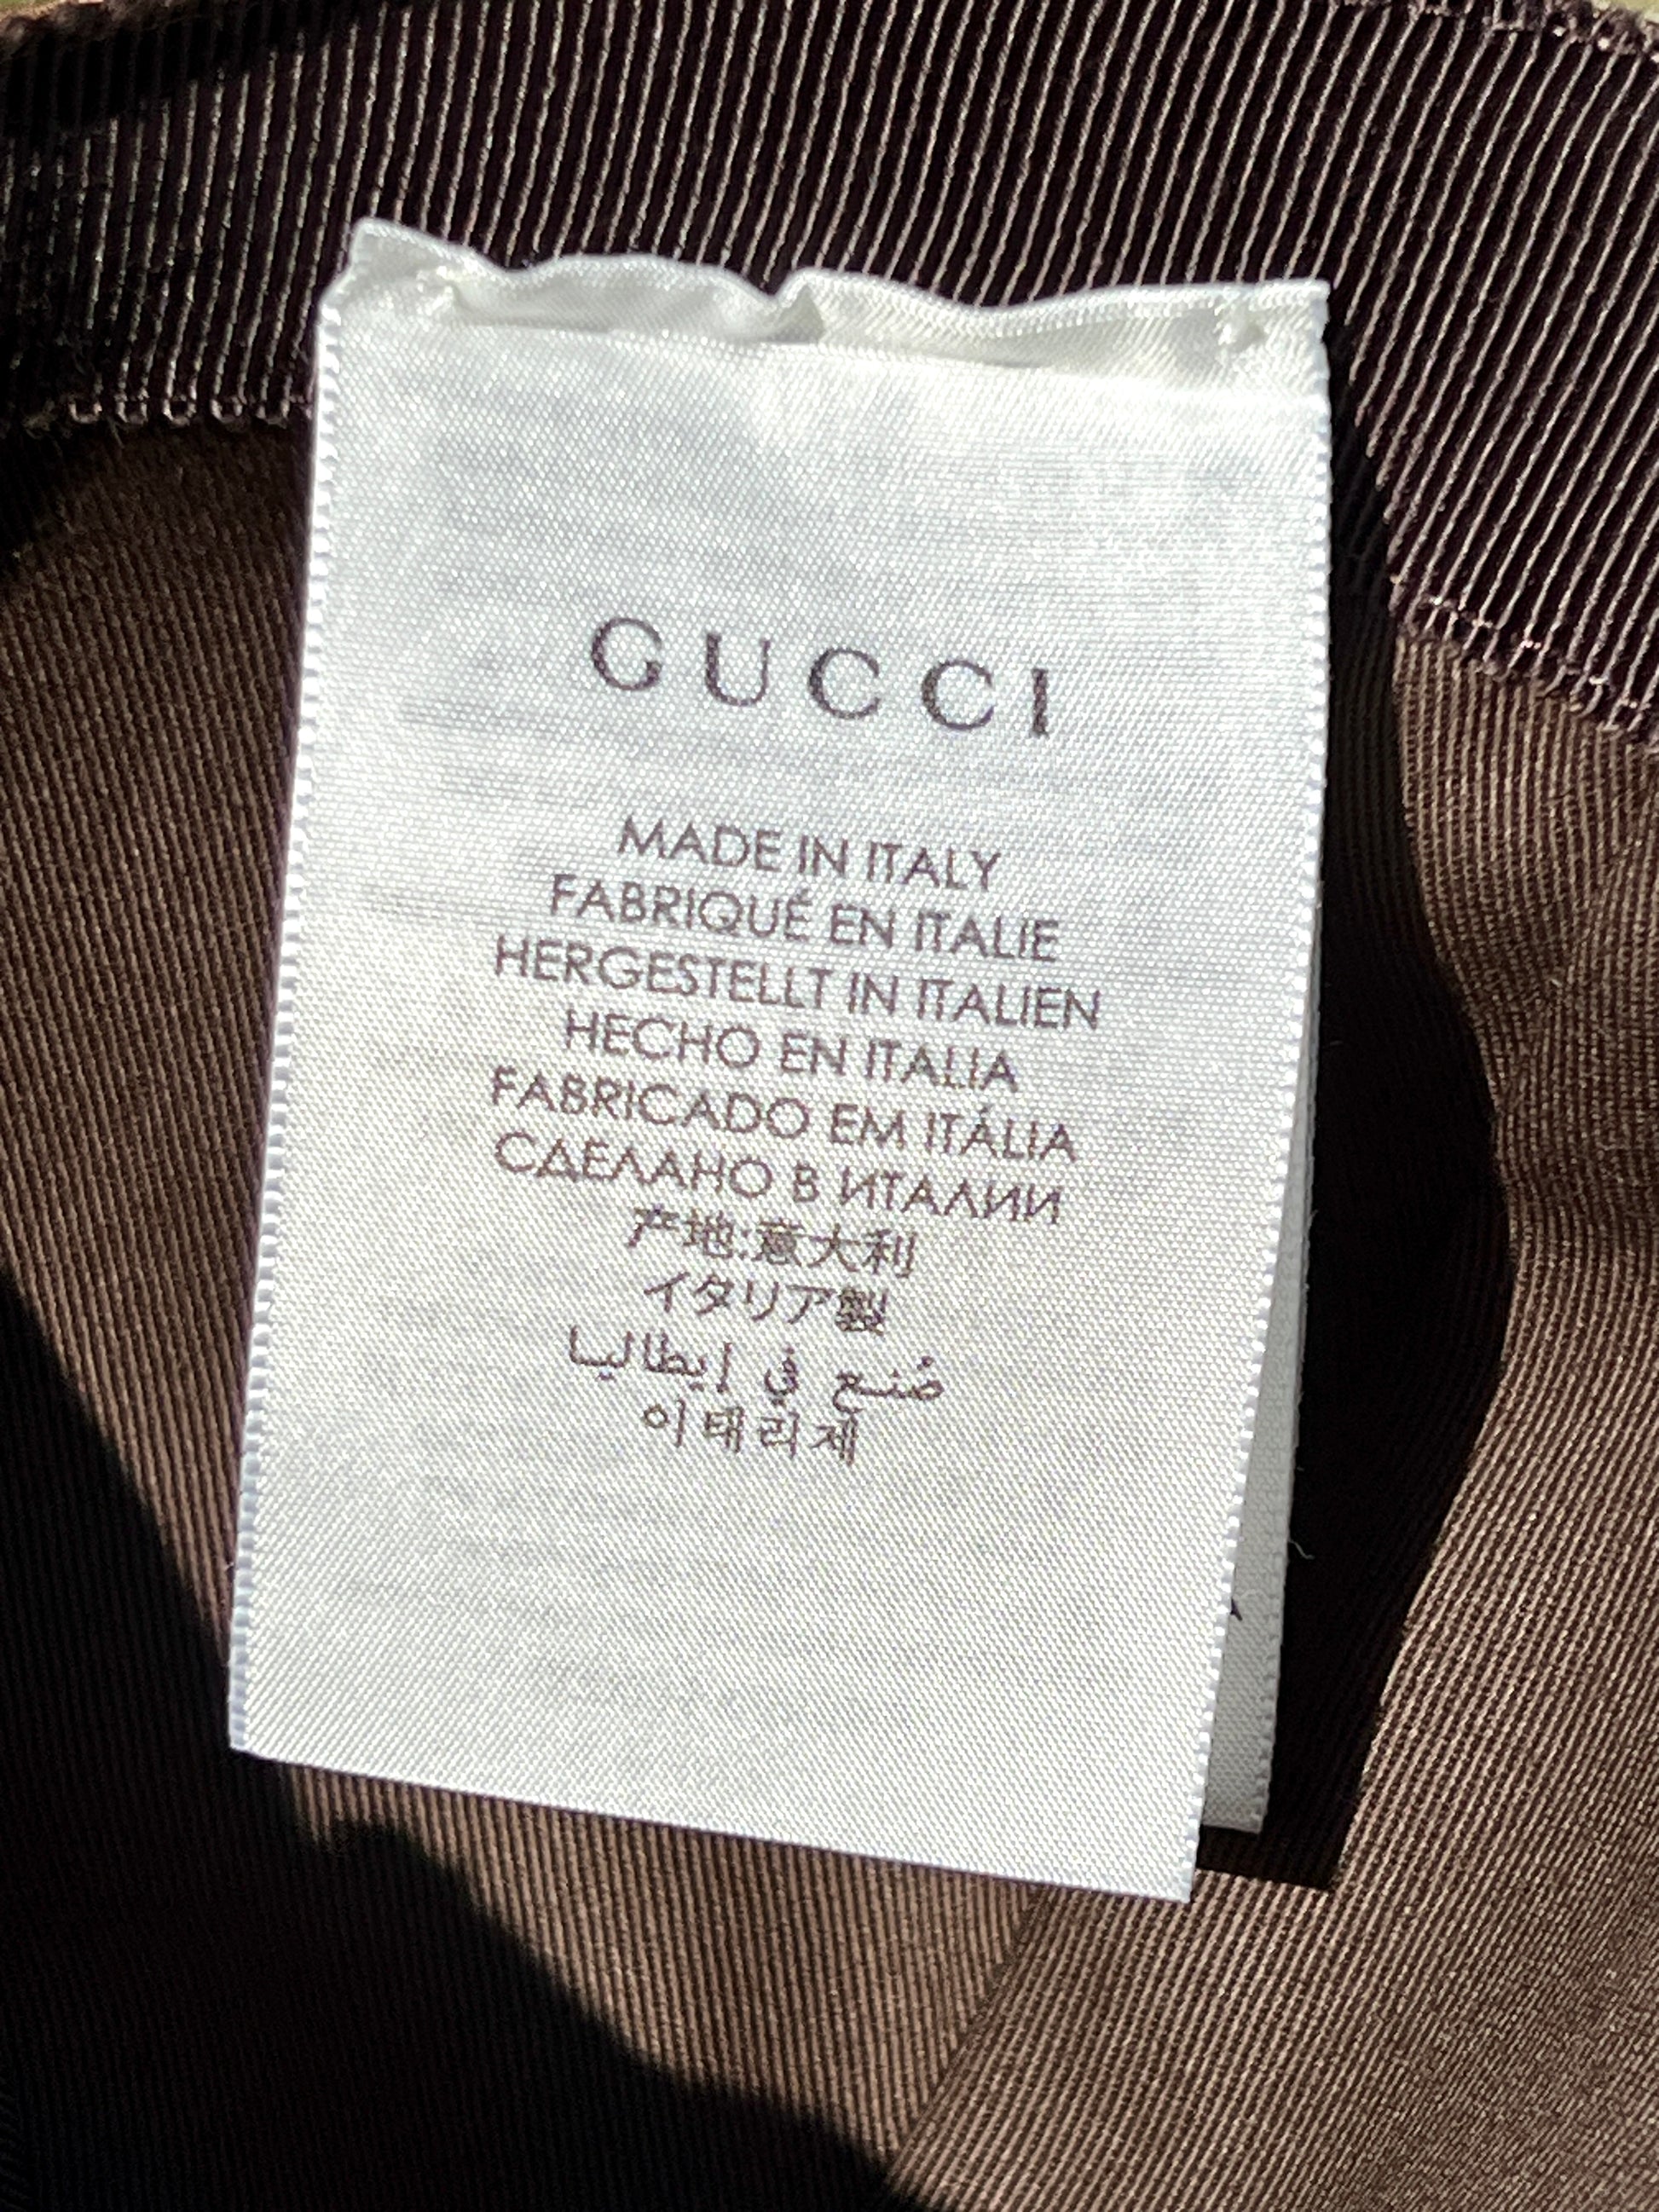 GUCCI
MADE IN ITALY
FABRIQUÉ EN ITALIE
HERGESTELLT IN ITALIEN
HECHO EN ITALIA
FABRICADO EM ITÁLIA
СДЕЛАНО В ИТАЛИИ
产地:意大利
イタリア製
صُنع في إيطاليا
이태리제